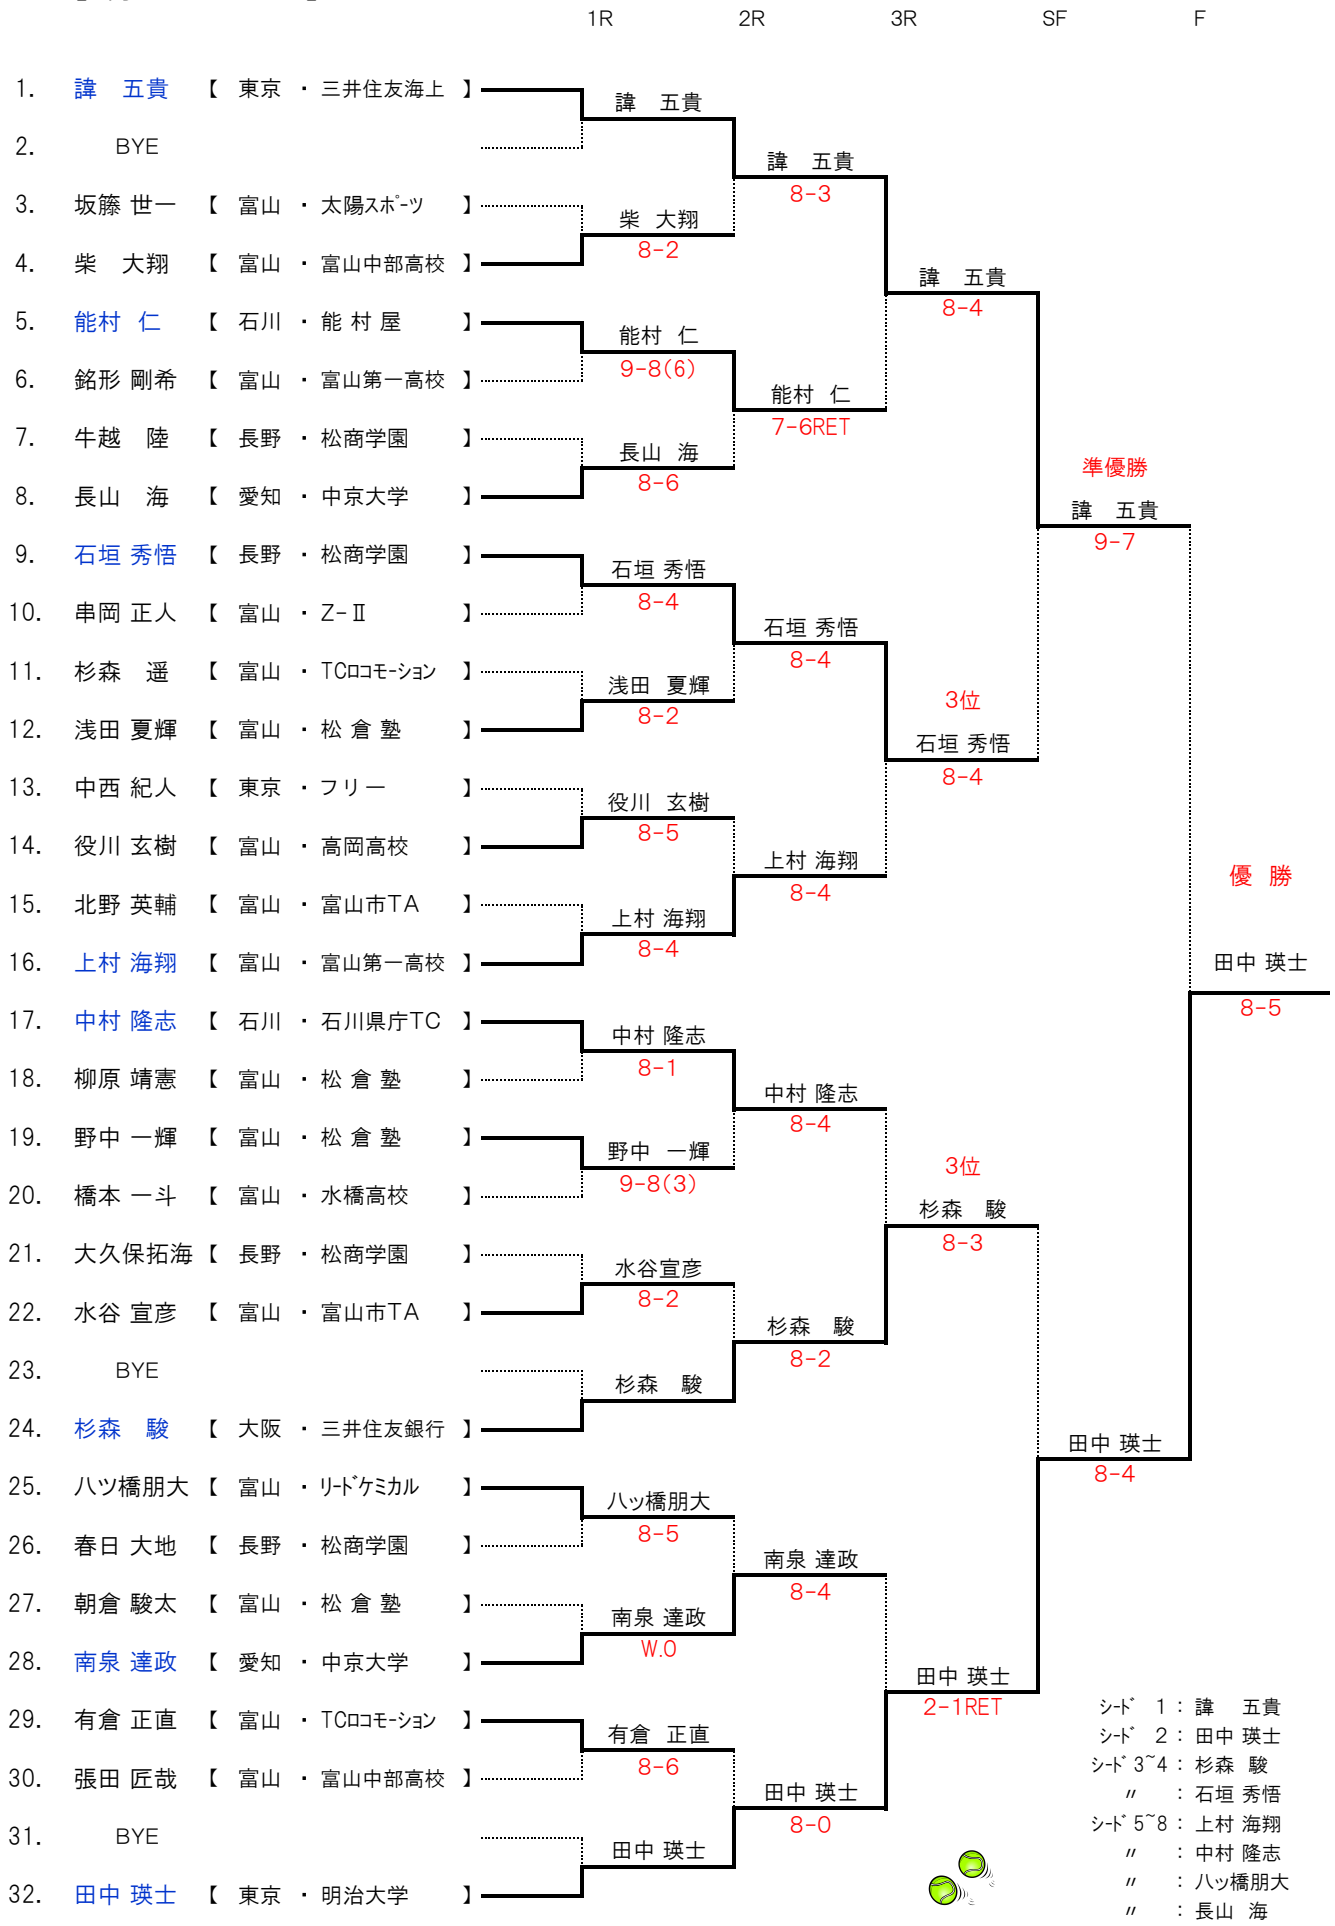 1R 2R 3R SF F
1. 諱　五貴 【 東京 ・ 三井住友海上 】
諱　五貴
2. BYE
諱　五貴
8-3
3. 坂籐 世一 【 富山 ・ 太陽スポーツ 】
柴 大翔
8-2
4. 柴　大翔 【 富山 ・ 富山中部高校 】
諱　五貴
8-4
5. 能村 仁 【 石川 ・ 能 村 屋 】
能村 仁
9-8(6)
6. 銘形 剛希 【 富山 ・ 富山第一高校 】
能村 仁
7-6RET
7. 牛越　陸 【 長野 ・ 松商学園 】
長山 海
8-6
準優勝
8. 長山　海 【 愛知 ・ 中京大学 】
諱　五貴
9-7
9. 石垣 秀悟 【 長野 ・ 松商学園 】
石垣 秀悟
8-4
10. 串岡 正人 【 富山 ・ Z-Ⅱ 】
石垣 秀悟
8-4
11. 杉森　遥 【 富山 ・ TCロコモーション 】
浅田 夏輝
8-2
3位
12. 浅田 夏輝 【 富山 ・ 松 倉 塾 】
石垣 秀悟
8-4
13. 中西 紀人 【 東京 ・ フリー 】
役川 玄樹
8-5
14. 役川 玄樹 【 富山 ・ 高岡高校 】
上村 海翔
8-4
優 勝
15. 北野 英輔 【 富山 ・ 富山市TA 】
上村 海翔
8-4
16. 上村 海翔 【 富山 ・ 富山第一高校 】
田中 瑛士
8-5
17. 中村 隆志 【 石川 ・ 石川県庁TC 】
中村 隆志
8-1
18. 柳原 靖憲 【 富山 ・ 松 倉 塾 】
中村 隆志
8-4
19. 野中 一輝 【 富山 ・ 松 倉 塾 】
野中 一輝
9-8(3)
3位
20. 橋本 一斗 【 富山 ・ 水橋高校 】
杉森　駿
8-3
21. 大久保拓海 【 長野 ・ 松商学園 】
水谷宣彦
8-2
22. 水谷 宣彦 【 富山 ・ 富山市TA 】
杉森　駿
8-2
23. BYE
杉森　駿
24. 杉森　駿 【 大阪 ・ 三井住友銀行 】
田中 瑛士
8-4
25. 八ツ橋朋大 【 富山 ・ リードケミカル 】
八ッ橋朋大
8-5
26. 春日 大地 【 長野 ・ 松商学園 】
南泉 達政
8-4
27. 朝倉 駿太 【 富山 ・ 松 倉 塾 】
南泉 達政
W.O
28. 南泉 達政 【 愛知 ・ 中京大学 】
田中 瑛士
2-1RET
29. 有倉 正直 【 富山 ・ TCロコモーション 】
有倉 正直
8-6
30. 張田 匠哉 【 富山 ・ 富山中部高校 】
田中 瑛士
8-0
31. BYE
田中 瑛士
32. 田中 瑛士 【 東京 ・ 明治大学 】
シード 1 : 諱　五貴
シード 2 : 田中 瑛士
シード 3~4 : 杉森 駿
〃 : 石垣 秀悟
シード 5~8 : 上村 海翔
〃 : 中村 隆志
〃 : 八ッ橋朋大
〃 : 長山 海